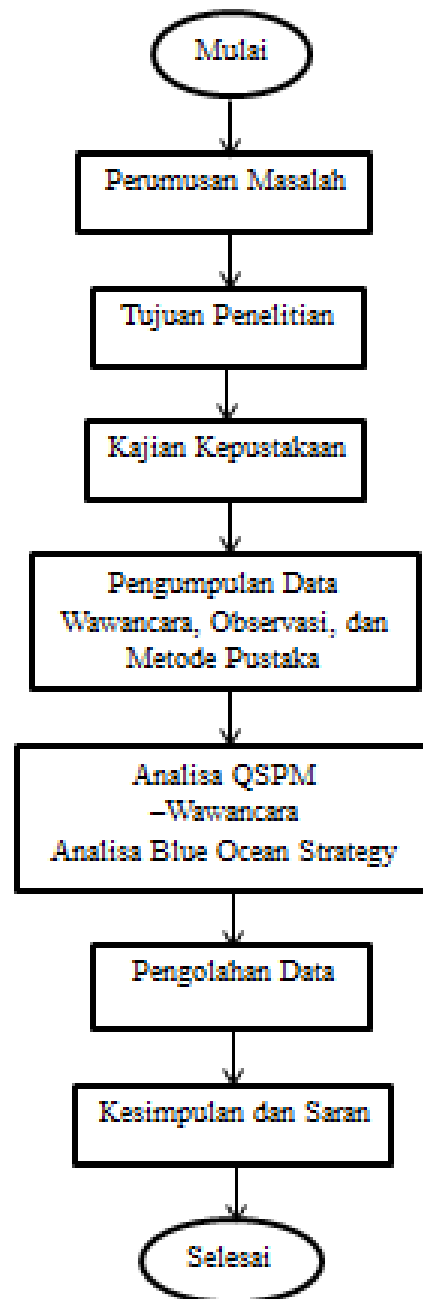 Mulai
Perumusan Masalah
Tujuan Penelitian
Kajian Kepustakaan
Pengumpulan Data
Wawancara, Observasi, dan
Metode Pustaka
Analisa QSPM
–Wawancara
Analisa Blue Ocean Strategy
Pengolahan Data
Kesimpulan dan Saran
Selesai